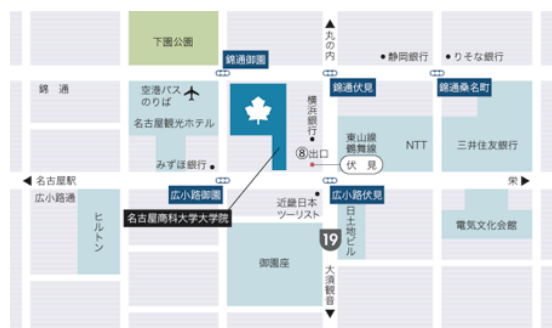 下園公園
錦通御園
丸の内
静岡銀行
りそな銀行
錦通
空港バス
のりば
名古屋観光ホテル
横浜銀行
錦通伏見
錦通桑名町
⑧出口
東山線
鶴舞線
NTT
三井住友銀行
みずほ銀行
伏見
名古屋駅
広小路御園
広小路伏見
栄
広小路通
近畿日本
ツーリスト
名古屋商科大学大学院
ヒルトン
日土地ビル
電気文化会館
19
御園座
大須観音